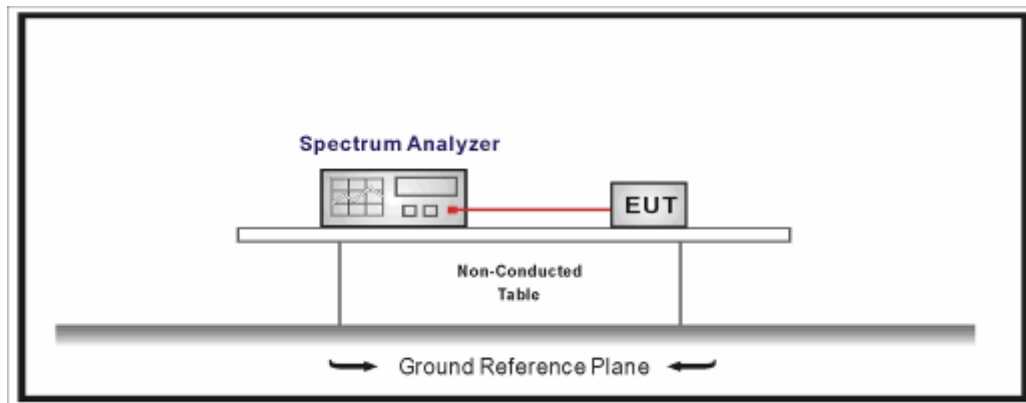 Spectrum Analyzer
EUT
Non-Conducted
Table
Ground Reference Plane